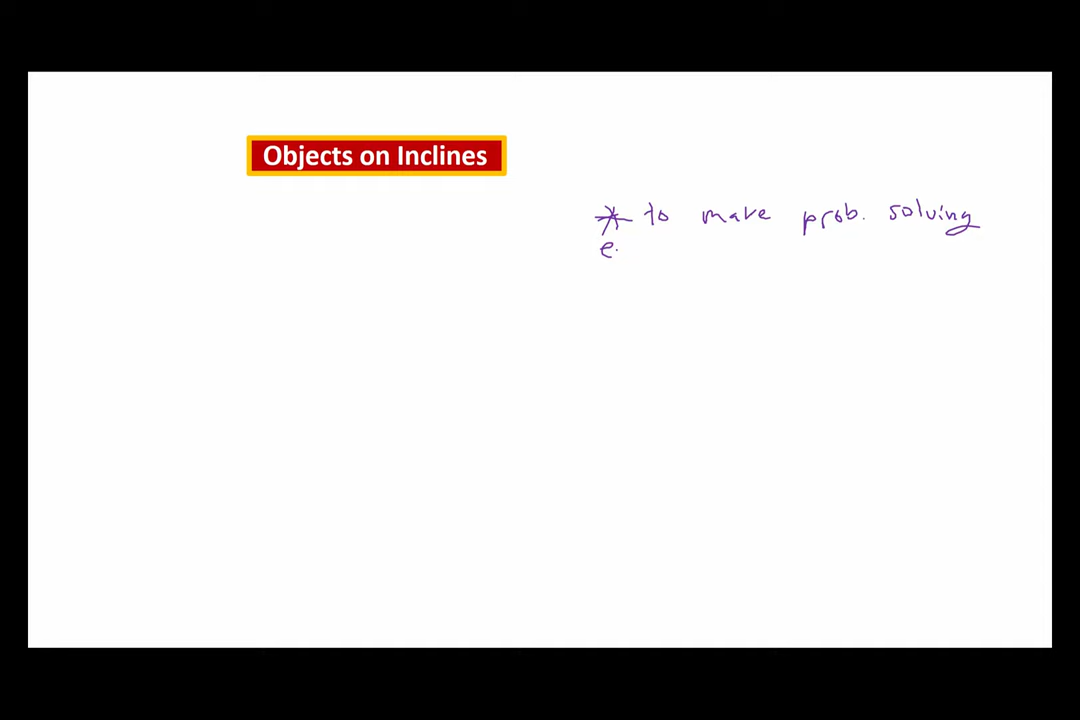 Objects on Inclines
* to make prob. solving
e.